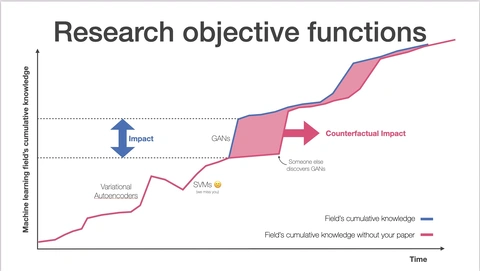 Research objective functions
Machine learning field's cumulative knowledge
Impact
GANs
Counterfactual Impact
Someone else
discovers GANs
Variational
Autoencoders
SVMs 😔
(we miss you)
Field's cumulative knowledge
Field's cumulative knowledge without your paper
Time